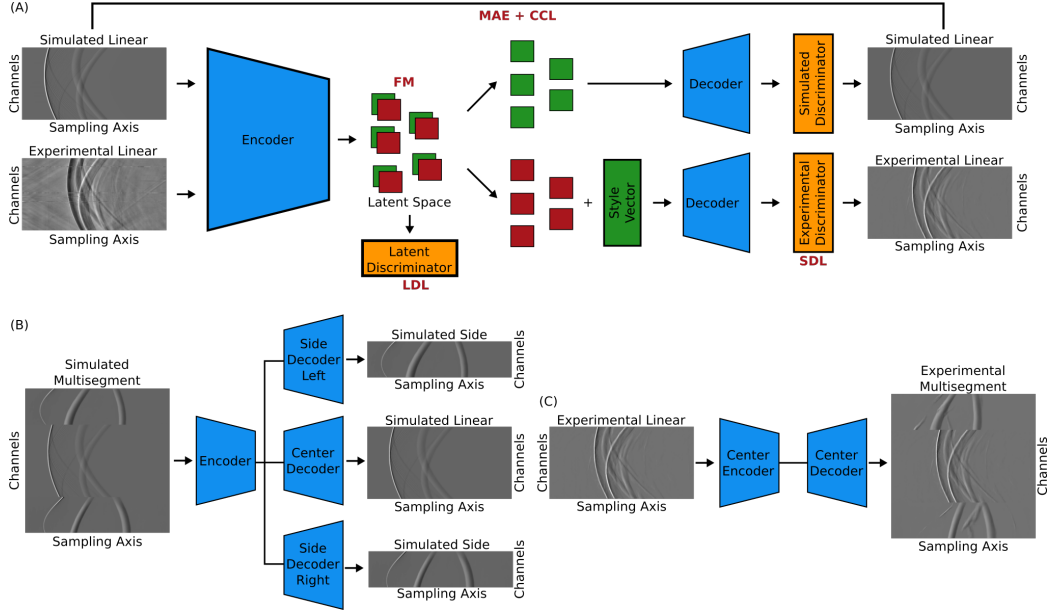 (A)
MAE + CCL
Simulated Linear
Channels
Sampling Axis
Experimental Linear
Channels
Sampling Axis
Encoder
FM
Latent Space
Latent
Discriminator
LDL
Style
Vector
Decoder
Simulated
Discriminator
Simulated Linear
Channels
Sampling Axis
+
Decoder
Experimental
Discriminator
SDL
Experimental Linear
Channels
Sampling Axis
(B)
Simulated
Multisegment
Channels
Sampling Axis
Encoder
Side
Decoder
Left
Simulated Side
Channels
Sampling Axis
Center
Decoder
Simulated Linear
Channels
Sampling Axis
Side
Decoder
Right
Simulated Side
Channels
Sampling Axis
(C)
Experimental Linear
Channels
Sampling Axis
Center
Encoder
Center
Decoder
Experimental
Multisegment
Channels
Sampling Axis